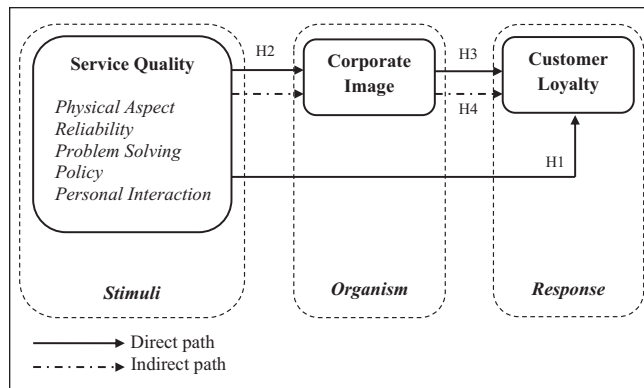 Service Quality
Physical Aspect
Reliability
Problem Solving
Policy
Personal Interaction
H2
Corporate
Image
H3
H4
Customer
Loyalty
H1
Stimuli
Organism
Response
Direct path
Indirect path